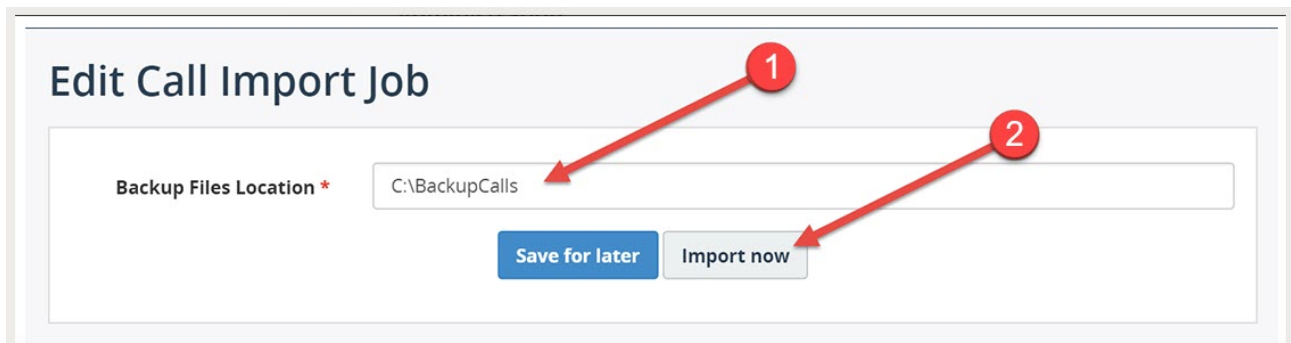 Edit Call Import Job
1
2
Backup Files Location *
C:\BackupCalls
Save for later
Import now